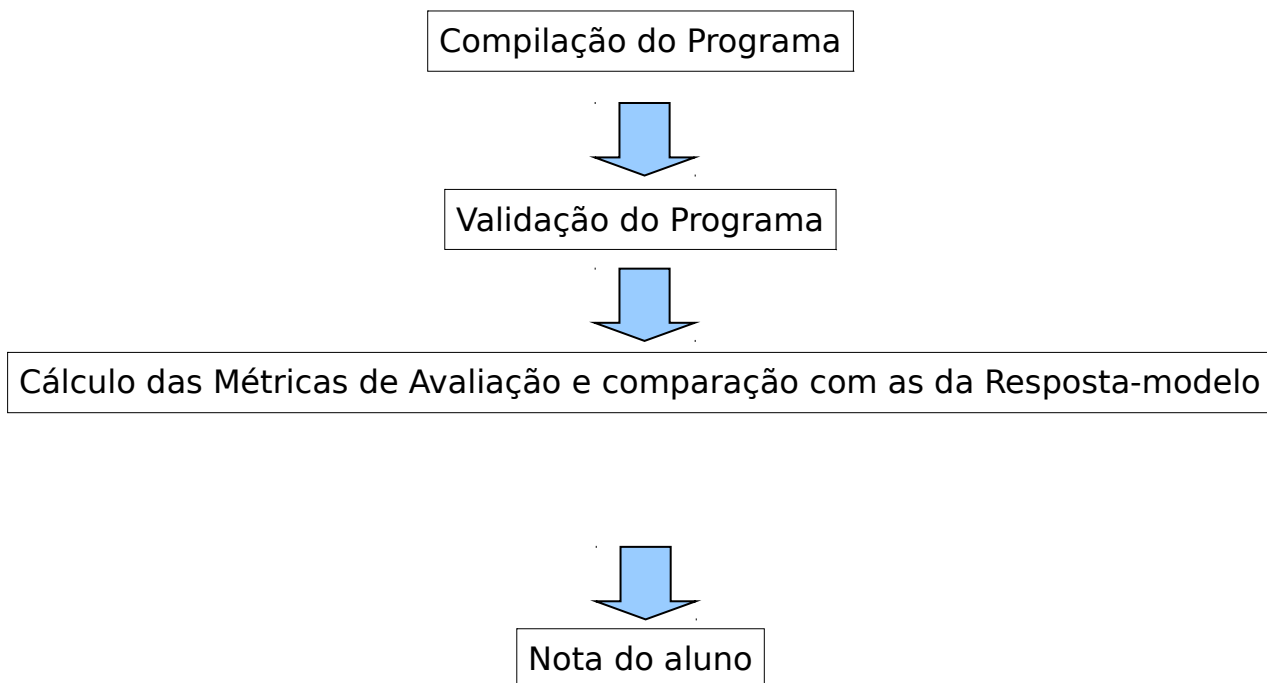 Compilação do Programa
Validação do Programa
Cálculo das Métricas de Avaliação e comparação com as da Resposta-modelo
Nota do aluno